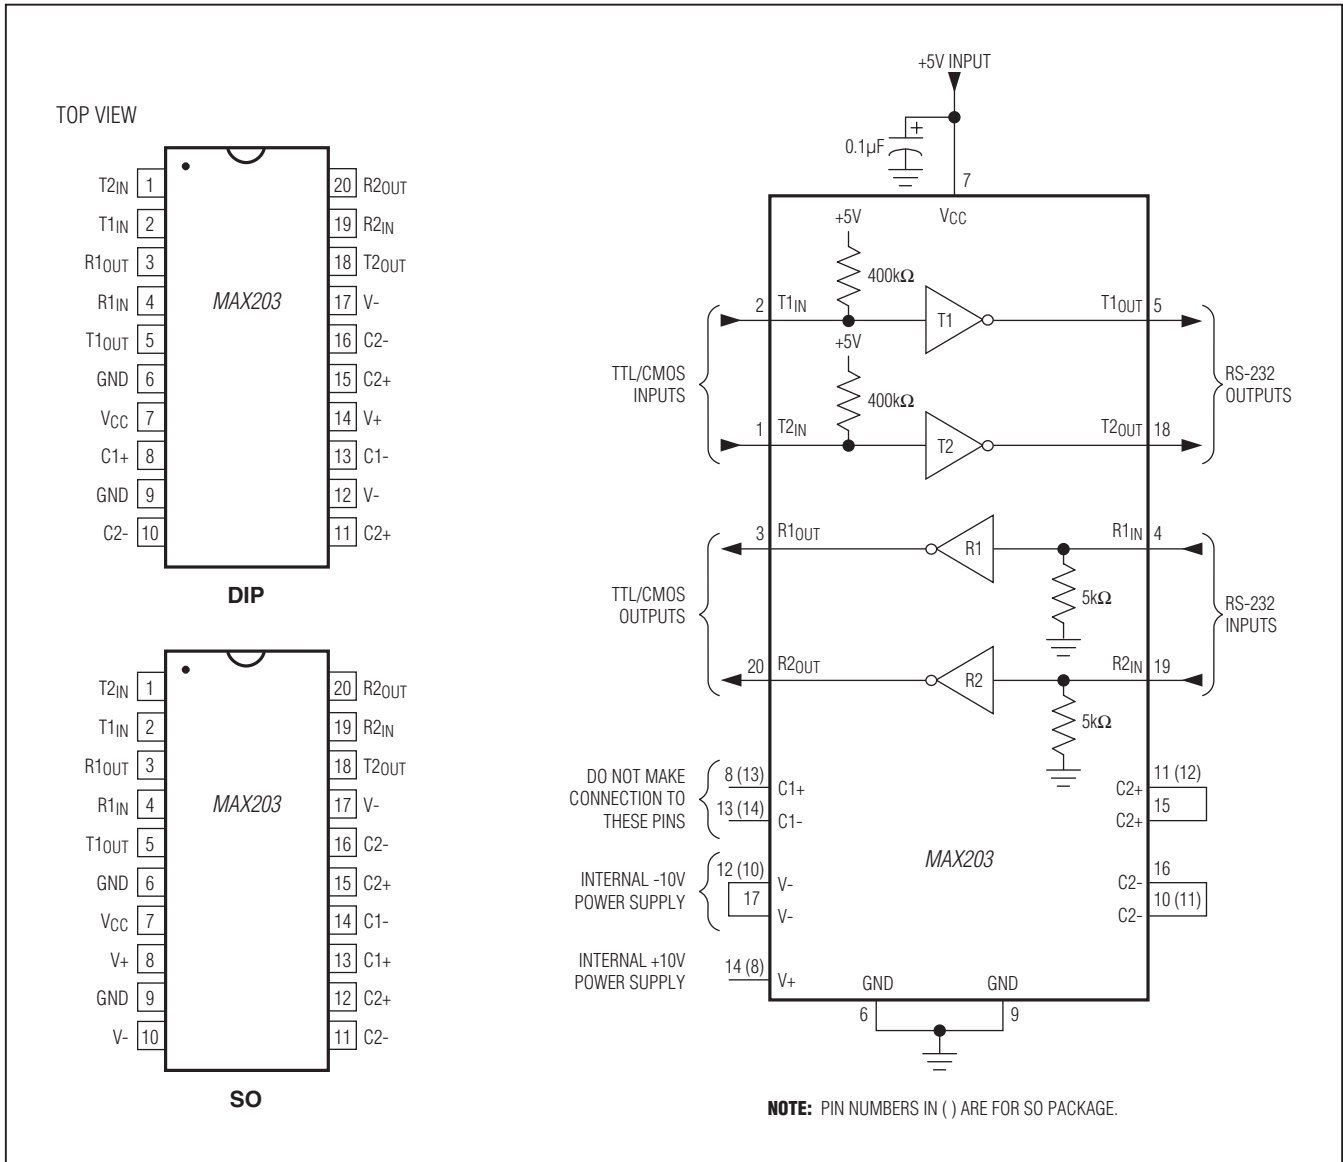 TOP VIEW
T2IN 1
T1IN 2
R1OUT 3
R1IN 4
T1OUT 5
GND 6
VCC 7
C1+ 8
GND 9
C2- 10
MAX203
20 R2OUT
19 R2IN
18 T2OUT
17 V-
16 C2-
15 C2+
14 V+
13 C1-
12 V-
11 C2+
DIP
T2IN 1
T1IN 2
R1OUT 3
R1IN 4
T1OUT 5
GND 6
VCC 7
V+ 8
GND 9
V- 10
MAX203
20 R2OUT
19 R2IN
18 T2OUT
17 V-
16 C2-
15 C2+
14 C1-
13 C1+
12 C2+
11 C2-
SO
+5V INPUT
0.1µF
+
7
VCC
+5V
400kΩ
2 T1IN
T1
T1OUT 5
+5V
400kΩ
TTL/CMOS
INPUTS
RS-232
OUTPUTS
1 T2IN
T2
T2OUT 18
3 R1OUT
R1
R1IN 4
5kΩ
TTL/CMOS
OUTPUTS
RS-232
INPUTS
20 R2OUT
R2
R2IN 19
5kΩ
DO NOT MAKE
CONNECTION TO
THESE PINS
8 (13)
C1+
13 (14)
C1-
11 (12)
C2+
15
C2+
MAX203
INTERNAL -10V
POWER SUPPLY
12 (10)
V-
17
V-
16
C2-
10 (11)
C2-
INTERNAL +10V
POWER SUPPLY
14 (8)
V+
GND
GND
6
9
NOTE: PIN NUMBERS IN ( ) ARE FOR SO PACKAGE.